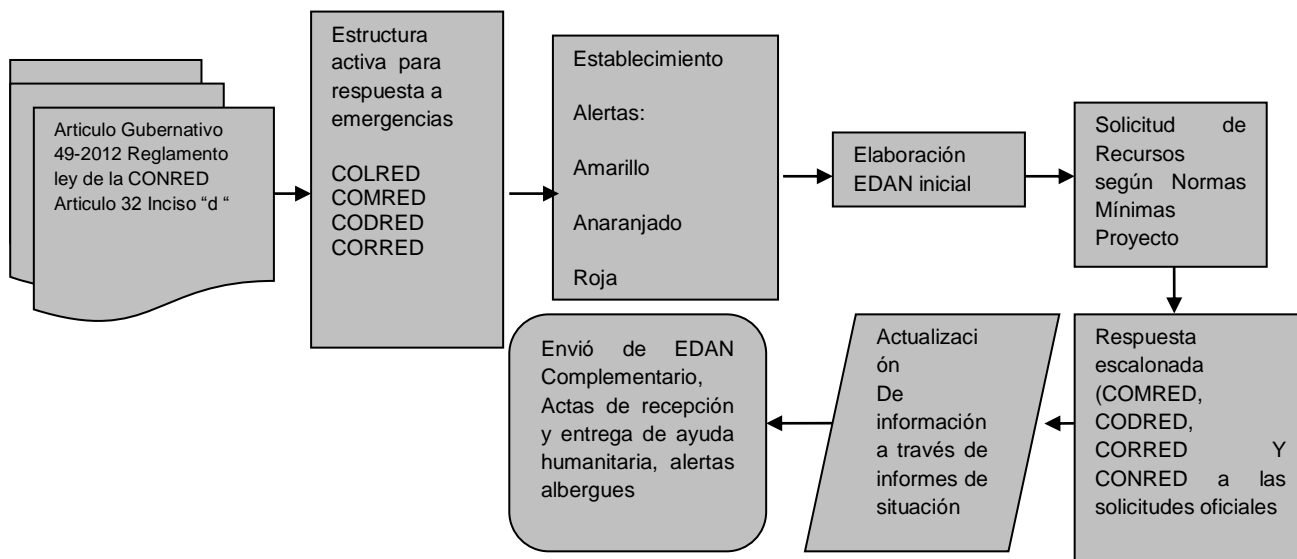 Articulo Gubernativo
49-2012 Reglamento
ley de la CONRED
Articulo 32 Inciso “d “
Estructura
activa para
respuesta a
emergencias
COLRED
COMRED
CODRED
CORRED
Establecimiento
Alertas:
Amarillo
Anaranjado
Roja
Elaboración
EDAN inicial
Solicitud de
Recursos
según Normas
Mínimas
Proyecto
Respuesta
escalonada
(COMRED,
CODRED,
CORRED Y
CONRED a las
solicitudes oficiales
Actualizaci
ón
De
información
a través de
informes de
situación
Envió de EDAN
Complementario,
Actas de recepción
y entrega de ayuda
humanitaria, alertas
albergues